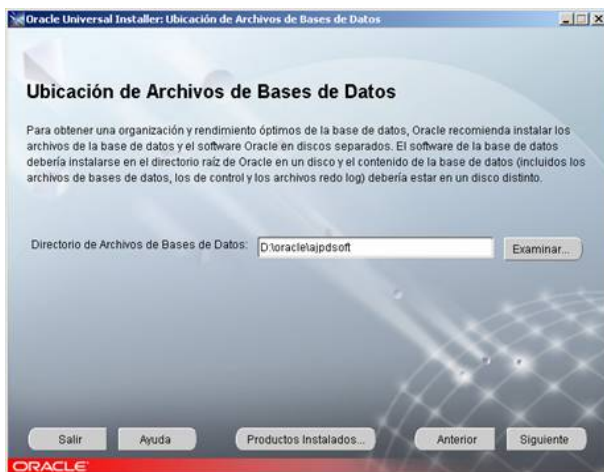 Oracle Universal Installer: Ubicación de Archivos de Bases de Datos
Ubicación de Archivos de Bases de Datos
Para obtener una organización y rendimiento óptimos de la base de datos, Oracle recomienda instalar los
archivos de la base de datos y el software Oracle en discos separados. El software de la base de datos
debería instalarse en el directorio raíz de Oracle en un disco y el contenido de la base de datos (incluidos los
archivos de bases de datos, los de control y los archivos redo log) debería estar en un disco distinto.
Directorio de Archivos de Bases de Datos: D:\oracle\ajpdsoft Examinar...
Salir Ayuda Productos Instalados... Anterior Siguiente
ORACLE